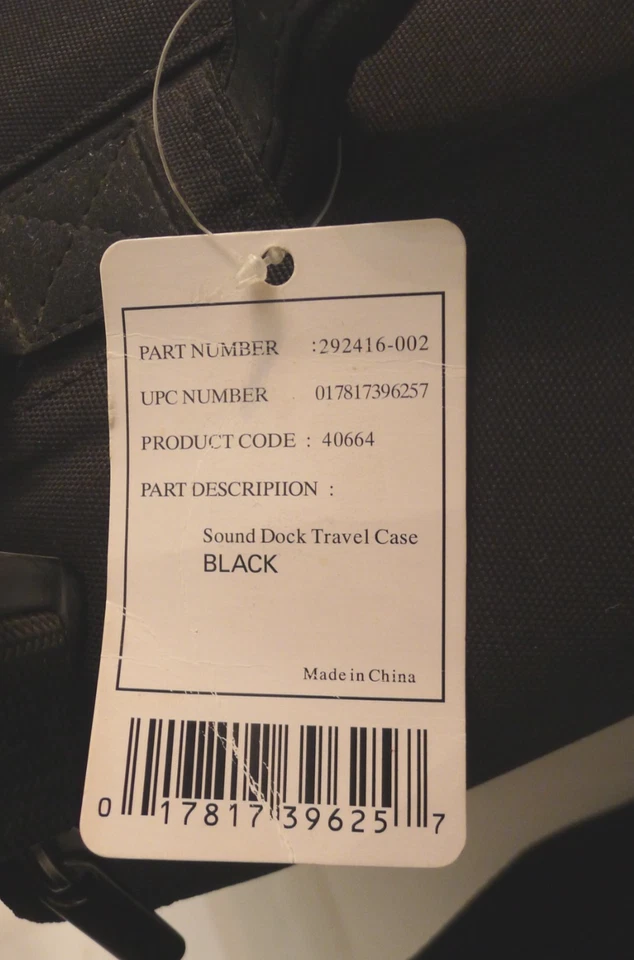 PART NUMBER :292416-002
UPC NUMBER 017817396257
PRODUCT CODE : 40664
PART DESCRIPIION :
Sound Dock Travel Case
BLACK
Made in China
0 17817 39625 7